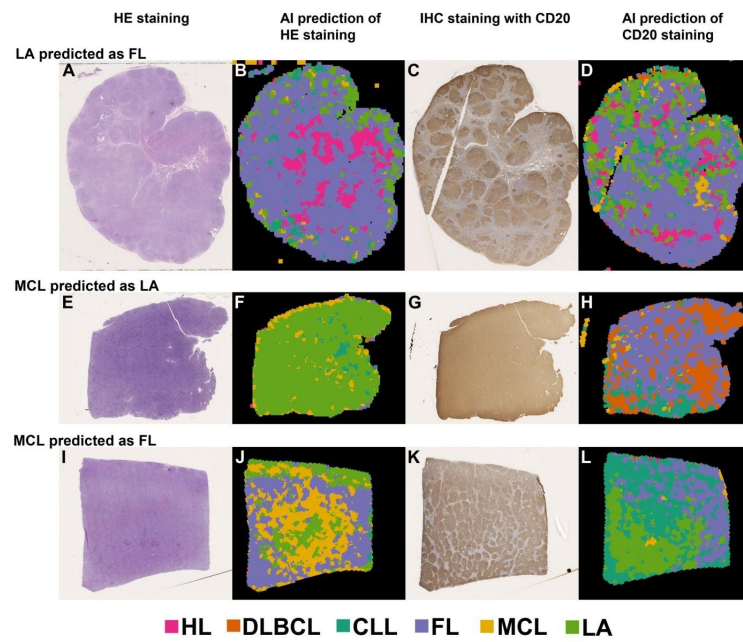 HE staining
AI prediction of
HE staining
IHC staining with CD20
AI prediction of
CD20 staining
LA predicted as FL
A
B
C
D
MCL predicted as LA
E
F
G
H
MCL predicted as FL
I
J
K
L
HL DLBCL CLL FL MCL LA